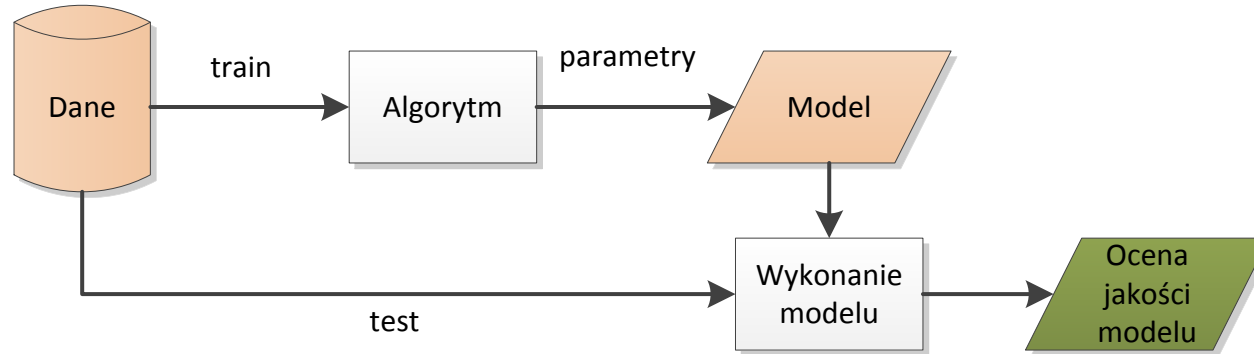 train
parametry
Dane
Algorytm
Model
Wykonanie
modelu
Ocena
jakości
modelu
test